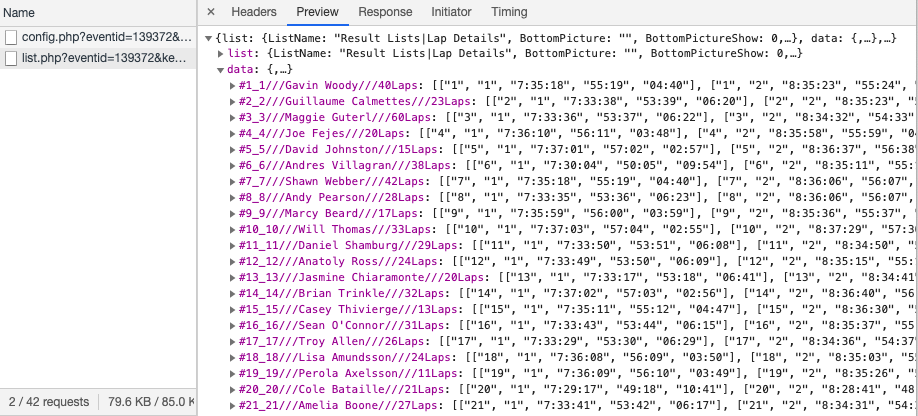 Name
config.php?eventid=139372&...
list.php?eventid=139372&ke...
2 / 42 requests 79.6 KB / 85.0 K
× Headers Preview Response Initiator Timing
{list: {ListName: "Result Lists|Lap Details", BottomPicture: "", BottomPictureShow: 0,…}, data: {,…},…}
list: {ListName: "Result Lists|Lap Details", BottomPicture: "", BottomPictureShow: 0,…}
data: {,…}
#1_1///Gavin Woody///40Laps: [["1", "1", "7:35:18", "55:19", "04:40"], ["1", "2", "8:35:23", "55:24",
#2_2///Guillaume Calmettes///23Laps: [["2", "1", "7:33:38", "53:39", "06:20"], ["2", "2", "8:35:23", "5
#3_3///Maggie Guterl///60Laps: [["3", "1", "7:33:36", "53:37", "06:22"], ["3", "2", "8:34:32", "54:33"
#4_4///Joe Fejes///20Laps: [["4", "1", "7:36:10", "56:11", "03:48"], ["4", "2", "8:35:58", "55:59", "0
#5_5///David Johnston///15Laps: [["5", "1", "7:37:01", "57:02", "02:57"], ["5", "2", "8:36:37", "56:38
#6_6///Andres Villagran///38Laps: [["6", "1", "7:30:04", "50:05", "09:54"], ["6", "2", "8:35:11", "55:
#7_7///Shawn Webber///42Laps: [["7", "1", "7:35:18", "55:19", "04:40"], ["7", "2", "8:36:06", "56:07",
#8_8///Andy Pearson///28Laps: [["8", "1", "7:33:35", "53:36", "06:23"], ["8", "2", "8:36:06", "56:07",
#9_9///Marcy Beard///17Laps: [["9", "1", "7:35:59", "56:00", "03:59"], ["9", "2", "8:35:36", "55:37",
#10_10///Will Thomas///33Laps: [["10", "1", "7:37:03", "57:04", "02:55"], ["10", "2", "8:37:29", "57:3
#11_11///Daniel Shamburg///29Laps: [["11", "1", "7:33:50", "53:51", "06:08"], ["11", "2", "8:34:50", "
#12_12///Anatoly Ross///24Laps: [["12", "1", "7:33:49", "53:50", "06:09"], ["12", "2", "8:35:15", "55:
#13_13///Jasmine Chiaramonte///20Laps: [["13", "1", "7:33:17", "53:18", "06:41"], ["13", "2", "8:34:41"
#14_14///Brian Trinkle///32Laps: [["14", "1", "7:37:02", "57:03", "02:56"], ["14", "2", "8:36:40", "56
#15_15///Casey Thivierge///13Laps: [["15", "1", "7:35:11", "55:12", "04:47"], ["15", "2", "8:36:30", "
#16_16///Sean O'Connor///31Laps: [["16", "1", "7:33:43", "53:44", "06:15"], ["16", "2", "8:35:37", "55
#17_17///Troy Allen///26Laps: [["17", "1", "7:33:29", "53:30", "06:29"], ["17", "2", "8:34:36", "54:37
#18_18///Lisa Amundsson///24Laps: [["18", "1", "7:36:08", "56:09", "03:50"], ["18", "2", "8:35:03", "5
#19_19///Perola Axelsson///11Laps: [["19", "1", "7:36:09", "56:10", "03:49"], ["19", "2", "8:35:26", "
#20_20///Cole Bataille///21Laps: [["20", "1", "7:29:17", "49:18", "10:41"], ["20", "2", "8:28:41", "48
#21_21///Amelia Boone///27Laps: [["21", "1", "7:33:41", "53:42", "06:17"], ["21", "2", "8:34:31", "54: